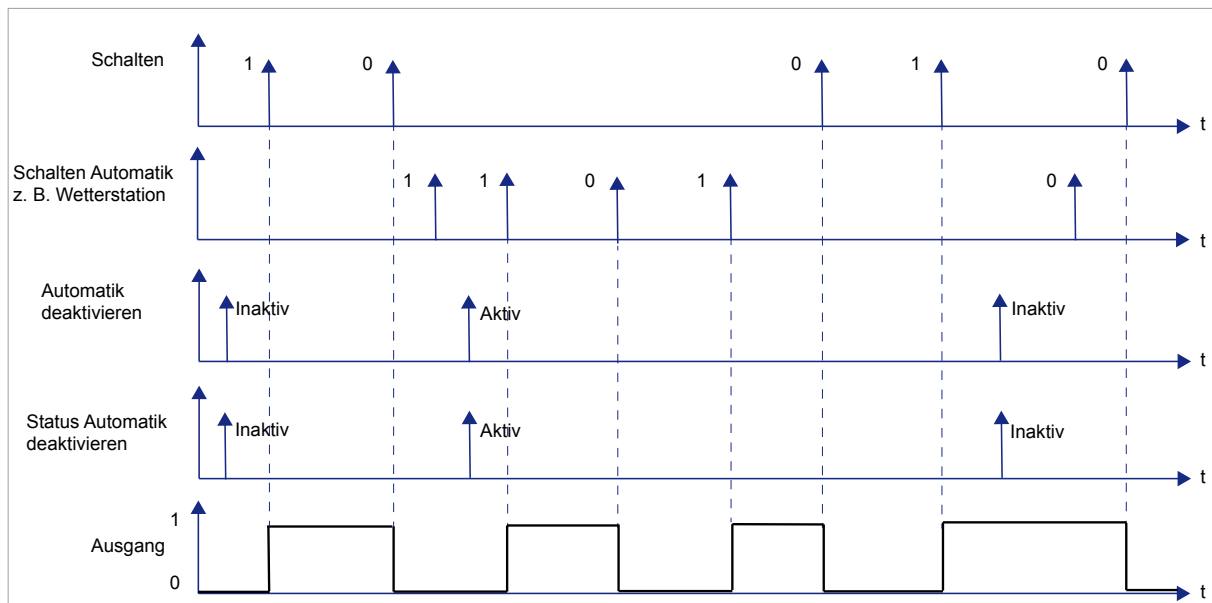 Schalten
1 0 0 1 0
t
Schalten Automatik
z. B. Wetterstation
1 1 0 1 0
t
Automatik
deaktivieren
Inaktiv Aktiv Inaktiv
t
Status Automatik
deaktivieren
Inaktiv Aktiv Inaktiv
t
1
Ausgang
0
t